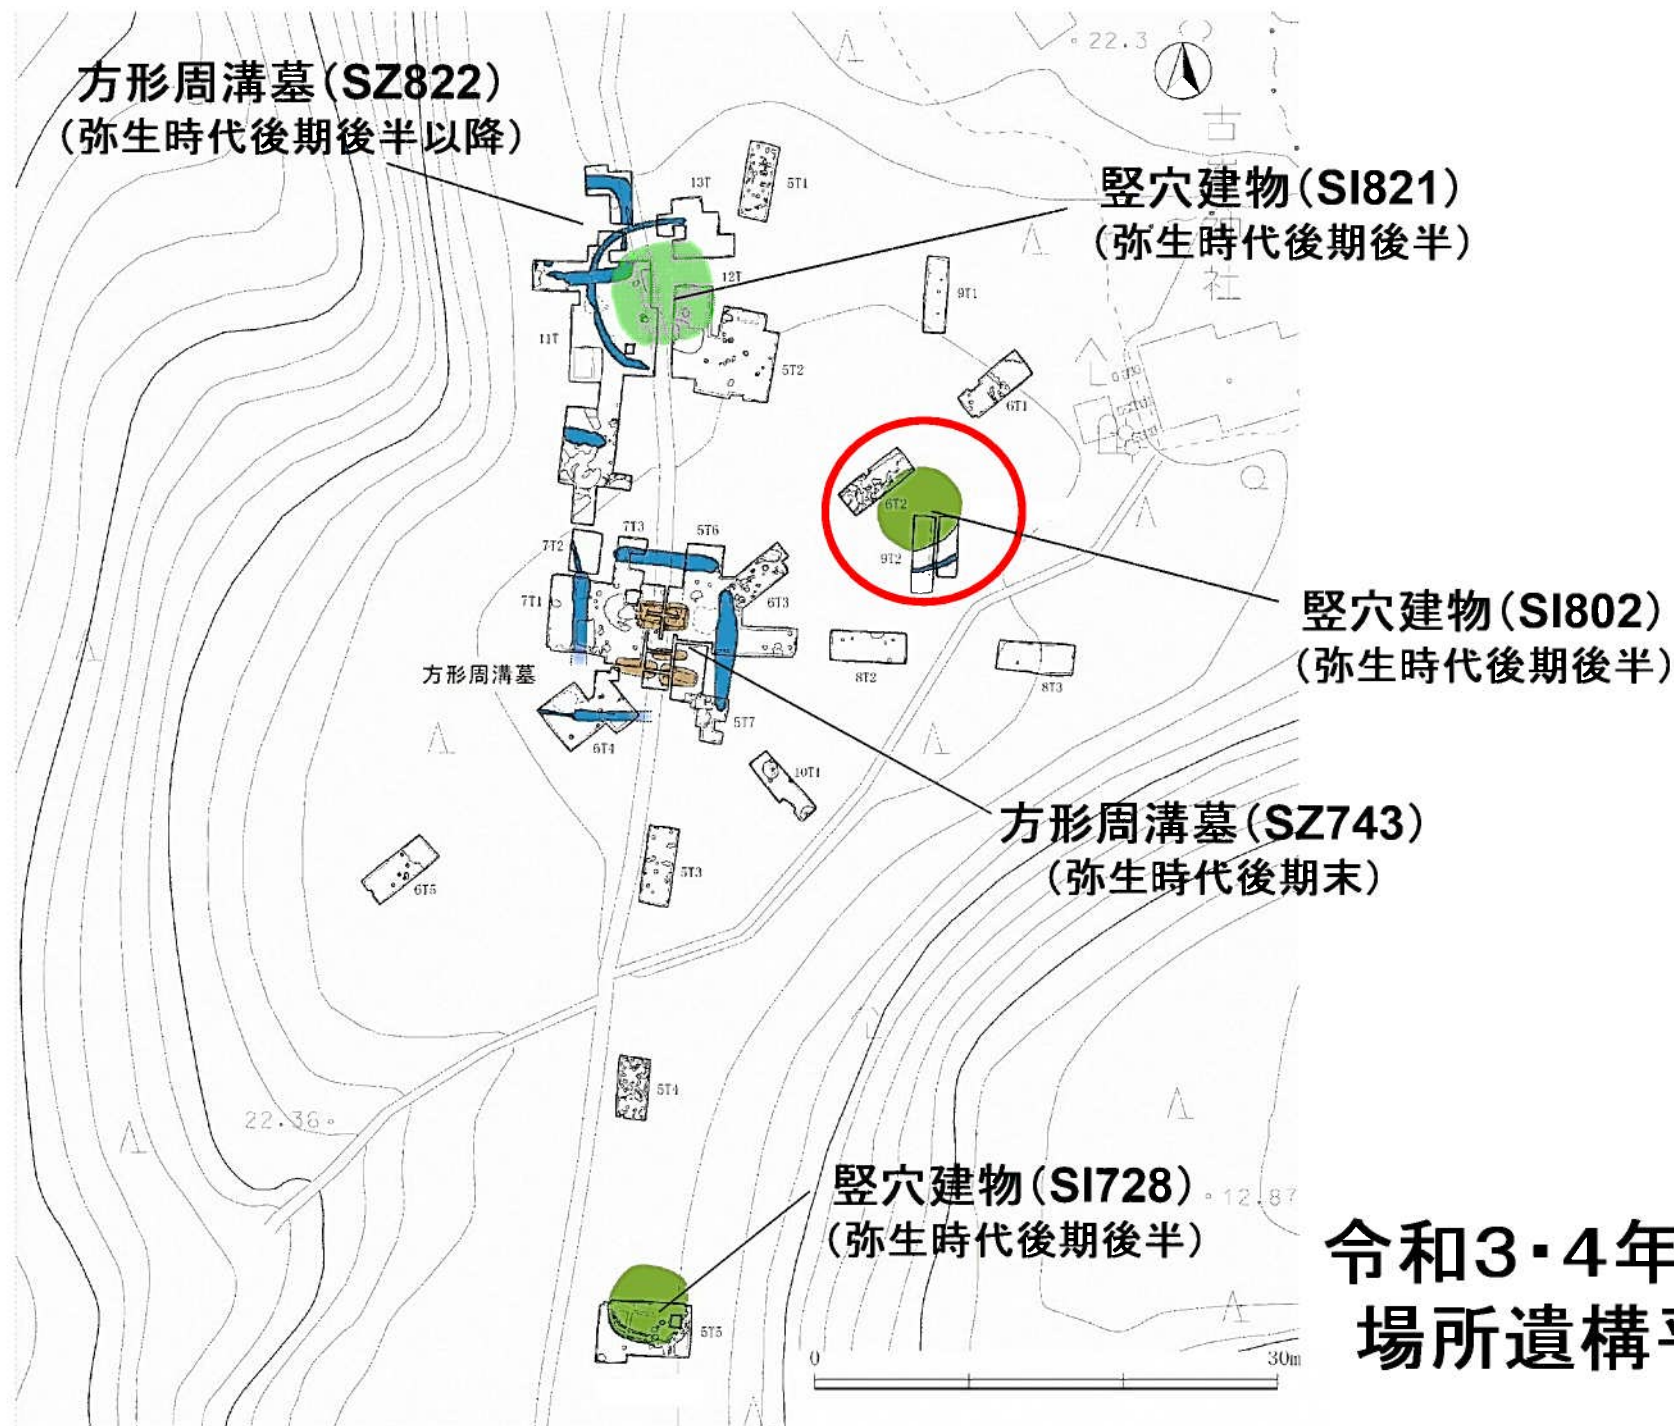 22.3
方形周溝墓(SZ822)
(弥生時代後期後半以降)
竪穴建物(SI821)
(弥生時代後期後半)
13T
5T1
12T
9T1
11T
5T2
6T1
6T2
9T2
7T3
5T6
7T2
7T1
6T3
竪穴建物(SI802)
(弥生時代後期後半)
方形周溝墓
8T2
8T3
5T7
6T4
10T1
方形周溝墓(SZ743)
(弥生時代後期末)
5T3
6T5
5T4
22.36
竪穴建物(SI728)
(弥生時代後期後半)
12.87
5T5
0
30m
令和3・4年
場所遺構